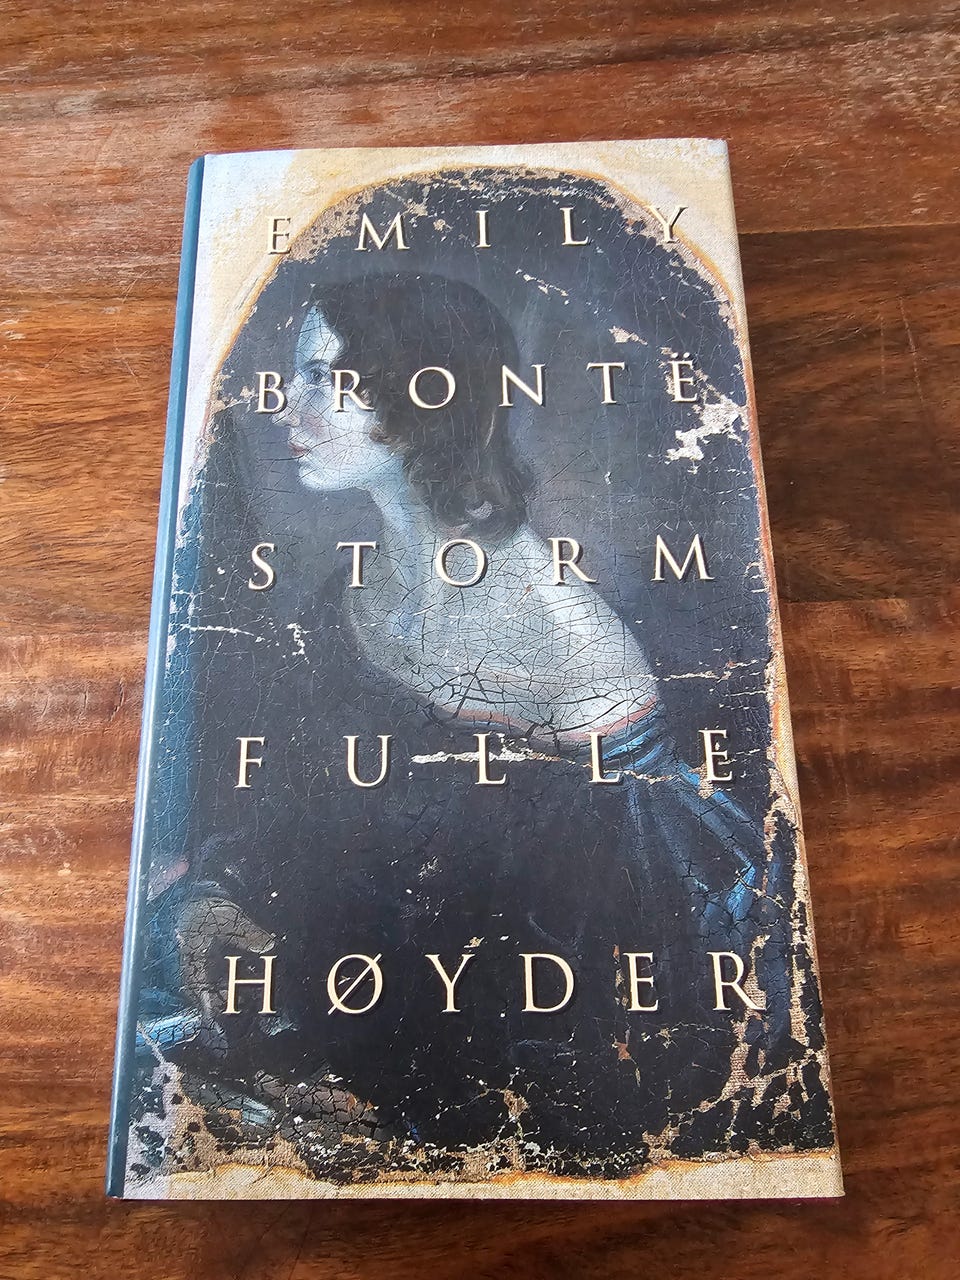 EMILY
BRONTË
STORM
FULLE
HØYDER